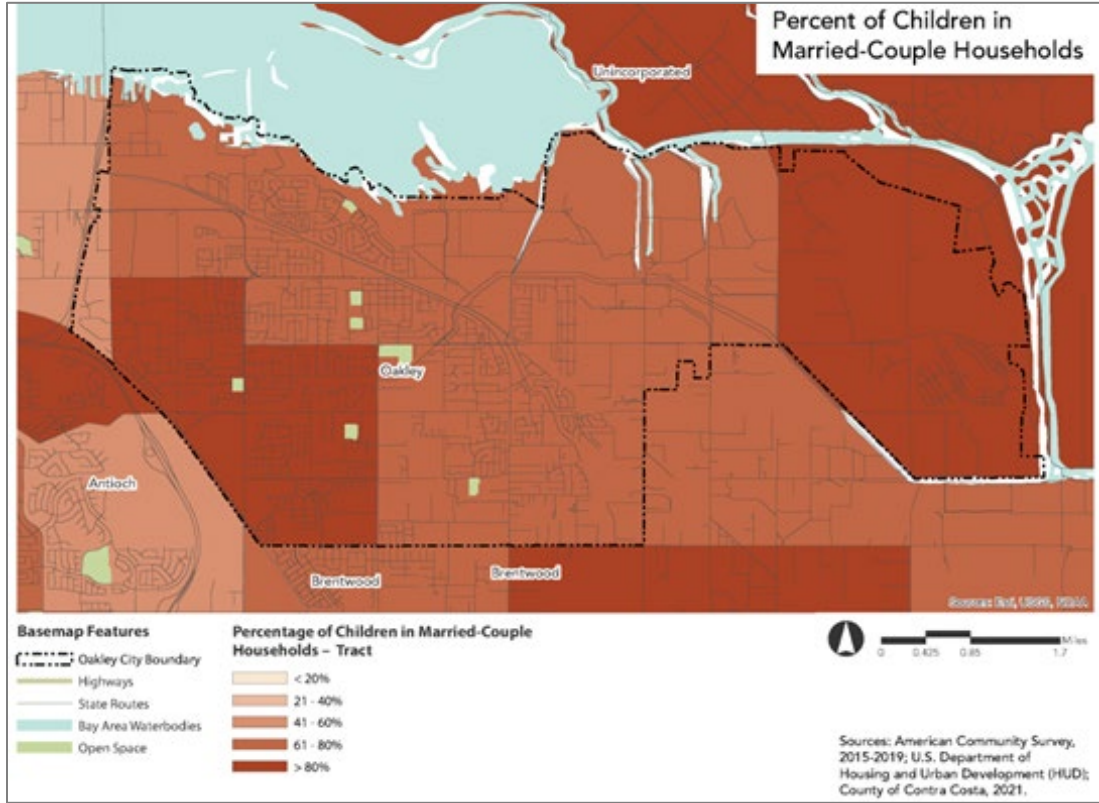 Percent of Children in
Married-Couple Households
Unincorporated
Oakley
Antioch
Brentwood
Brentwood
Sources: Esri, USGS, NOAA
Basemap Features
Oakley City Boundary
Highways
State Routes
Bay Area Waterbodies
Open Space
Percentage of Children in Married-Couple
Households – Tract
< 20%
21 - 40%
41 - 60%
61 - 80%
> 80%
Miles
0 0.425 0.85 1.7
Sources: American Community Survey,
2015-2019; U.S. Department of
Housing and Urban Development (HUD);
County of Contra Costa, 2021.